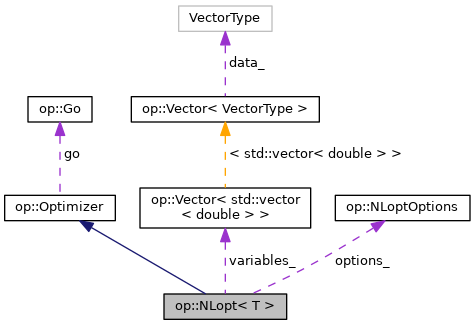 VectorType
data_
op::Go
op::Vector< VectorType >
go
< std::vector< double > >
op::Optimizer
op::Vector< std::vector
< double > >
op::NLoptOptions
variables_
options_
op::NLopt< T >